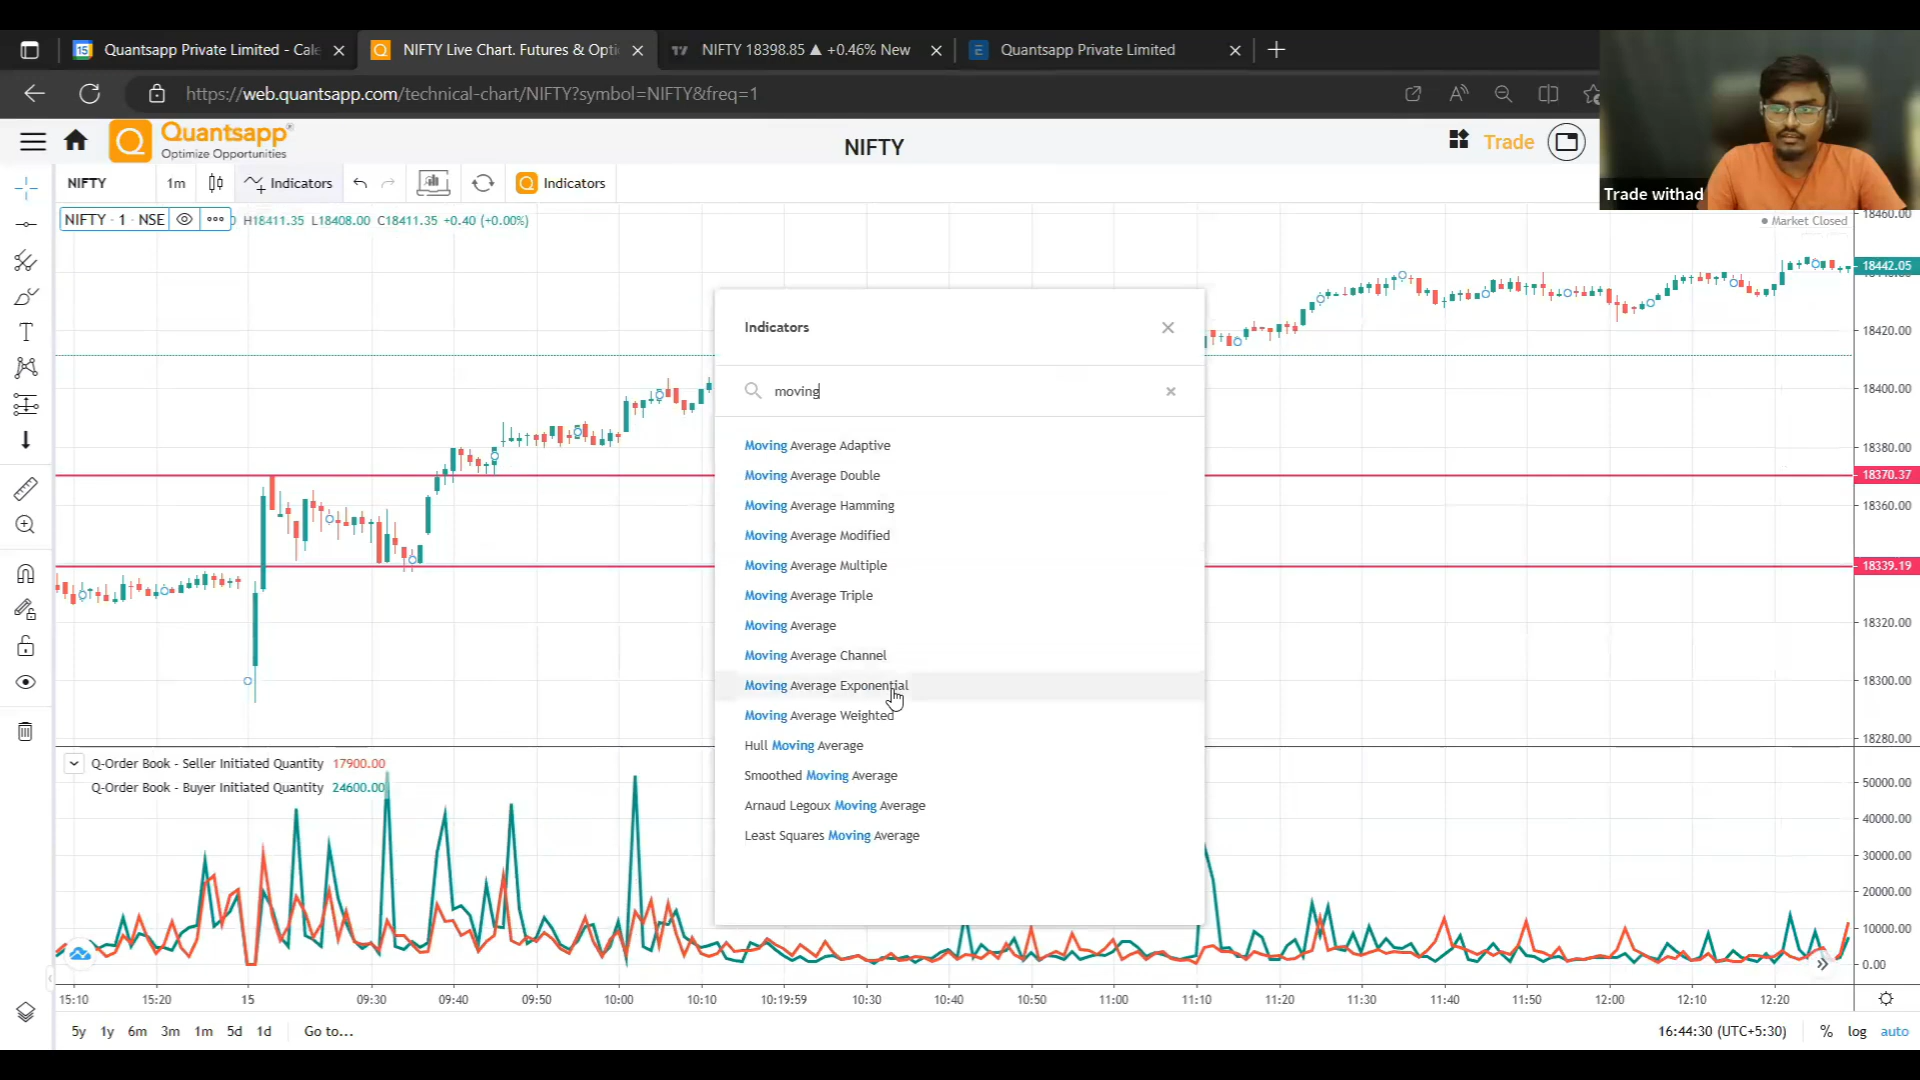 Quantsapp Private Limited - Cale
NIFTY Live Chart. Futures & Opti
NIFTY 18398.85 ▲ +0.46% New
Quantsapp Private Limited
https://web.quantsapp.com/technical-chart/NIFTY?symbol=NIFTY&freq=1
Quantsapp
Optimize Opportunities
NIFTY
Trade
Trade withad
NIFTY
1m
Indicators
Indicators
NIFTY · 1 · NSE
0 H18411.35 L18408.00 C18411.35 +0.40 (+0.00%)
Market Closed
18460.00
18442.05
18420.00
18400.00
18380.00
18370.37
18360.00
18339.19
18320.00
18300.00
18280.00
Indicators
moving
Moving Average Adaptive
Moving Average Double
Moving Average Hamming
Moving Average Modified
Moving Average Multiple
Moving Average Triple
Moving Average
Moving Average Channel
Moving Average Exponential
Moving Average Weighted
Hull Moving Average
Smoothed Moving Average
Arnaud Legoux Moving Average
Least Squares Moving Average
Q-Order Book - Seller Initiated Quantity 17900.00
Q-Order Book - Buyer Initiated Quantity 24600.00
50000.00
40000.00
30000.00
20000.00
10000.00
0.00
15:10 15:20 15 09:30 09:40 09:50 10:00 10:10 10:19:59 10:30 10:40 10:50 11:00 11:10 11:20 11:30 11:40 11:50 12:00 12:10 12:20
5y 1y 6m 3m 1m 5d 1d Go to...
16:44:30 (UTC+5:30) % log auto